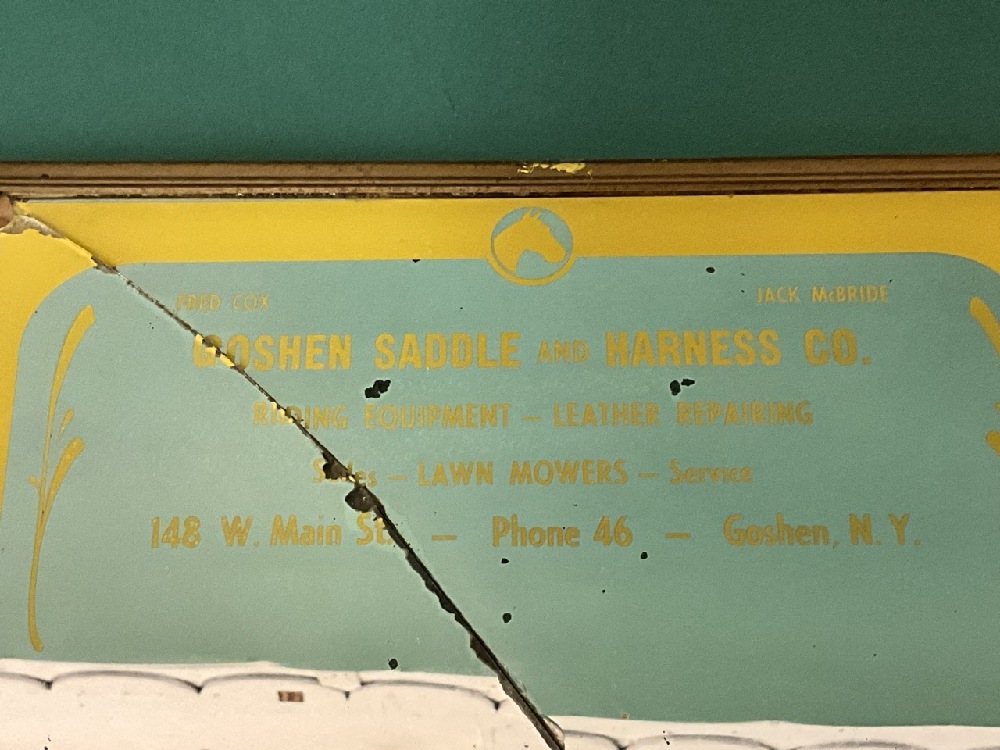 FRED COX JACK McBRIDE
GOSHEN SADDLE AND HARNESS CO.
RIDING EQUIPMENT – LEATHER REPAIRING
Sales – LAWN MOWERS – Service
148 W. Main St. – Phone 46 – Goshen, N. Y.